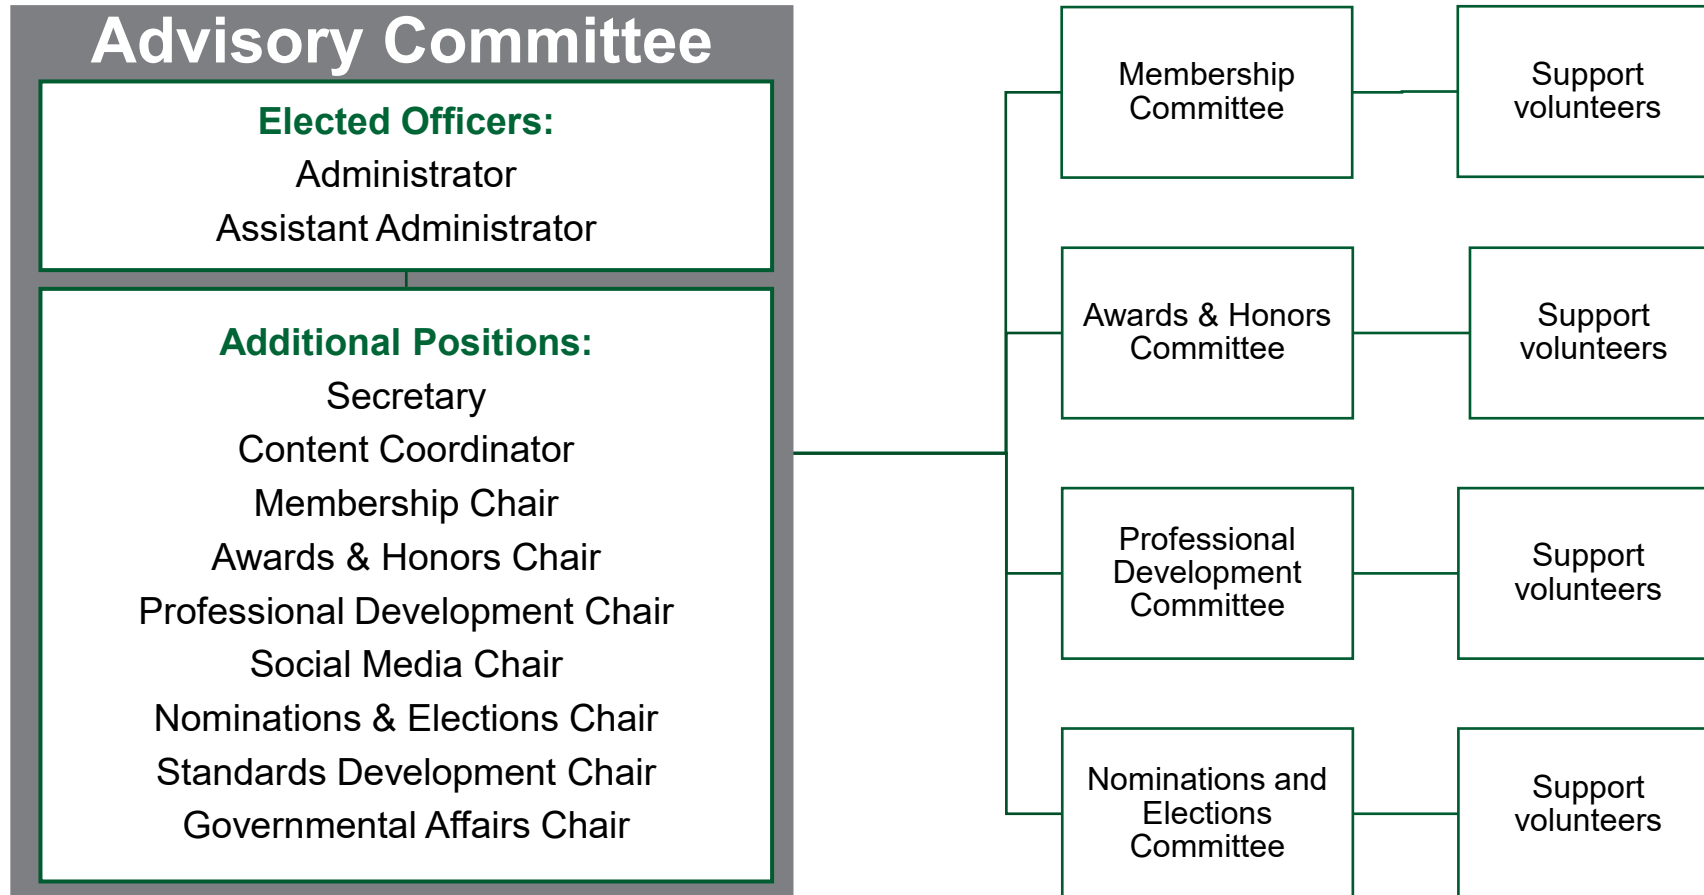 Advisory Committee
Elected Officers:
Administrator
Assistant Administrator
Additional Positions:
Secretary
Content Coordinator
Membership Chair
Awards & Honors Chair
Professional Development Chair
Social Media Chair
Nominations & Elections Chair
Standards Development Chair
Governmental Affairs Chair
Membership
Committee
Support
volunteers
Awards & Honors
Committee
Support
volunteers
Professional
Development
Committee
Support
volunteers
Nominations and
Elections
Committee
Support
volunteers